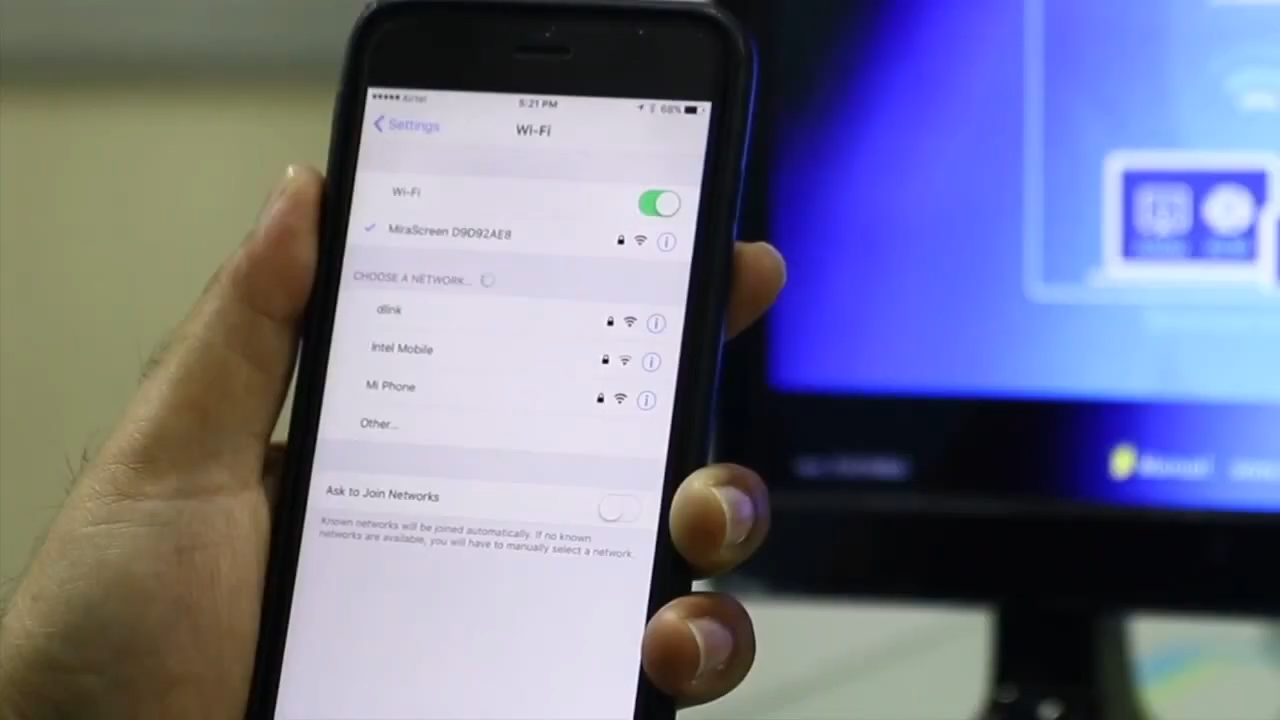 Airtel 5:21 PM 68%
Settings Wi-Fi
Wi-Fi
MiraScreen D9D92AE8
CHOOSE A NETWORK...
dlink
Intel Mobile
Mi Phone
Other...
Ask to Join Networks
Known networks will be joined automatically. If no known
networks are available, you will have to manually select a network.